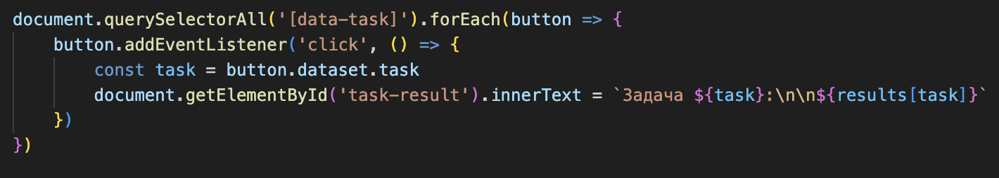 document.querySelectorAll('[data-task]').forEach(button => {
    button.addEventListener('click', () => {
        const task = button.dataset.task
        document.getElementById('task-result').innerText = `Задача ${task}:\n\n${results[task]}`
    })
})